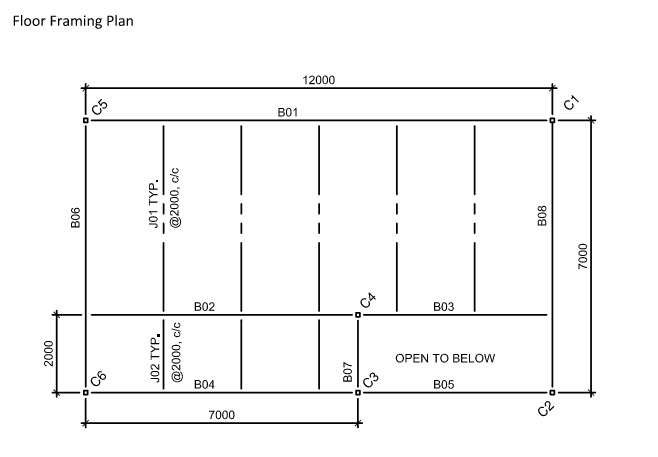 Floor Framing Plan
12000
C5
C1
B01
J01 TYP.
@2000, c/c
B06
B08
7000
C4
B02
B03
2000
J02 TYP.
@2000, c/c
B07
OPEN TO BELOW
C6
C3
B04
B05
C2
7000